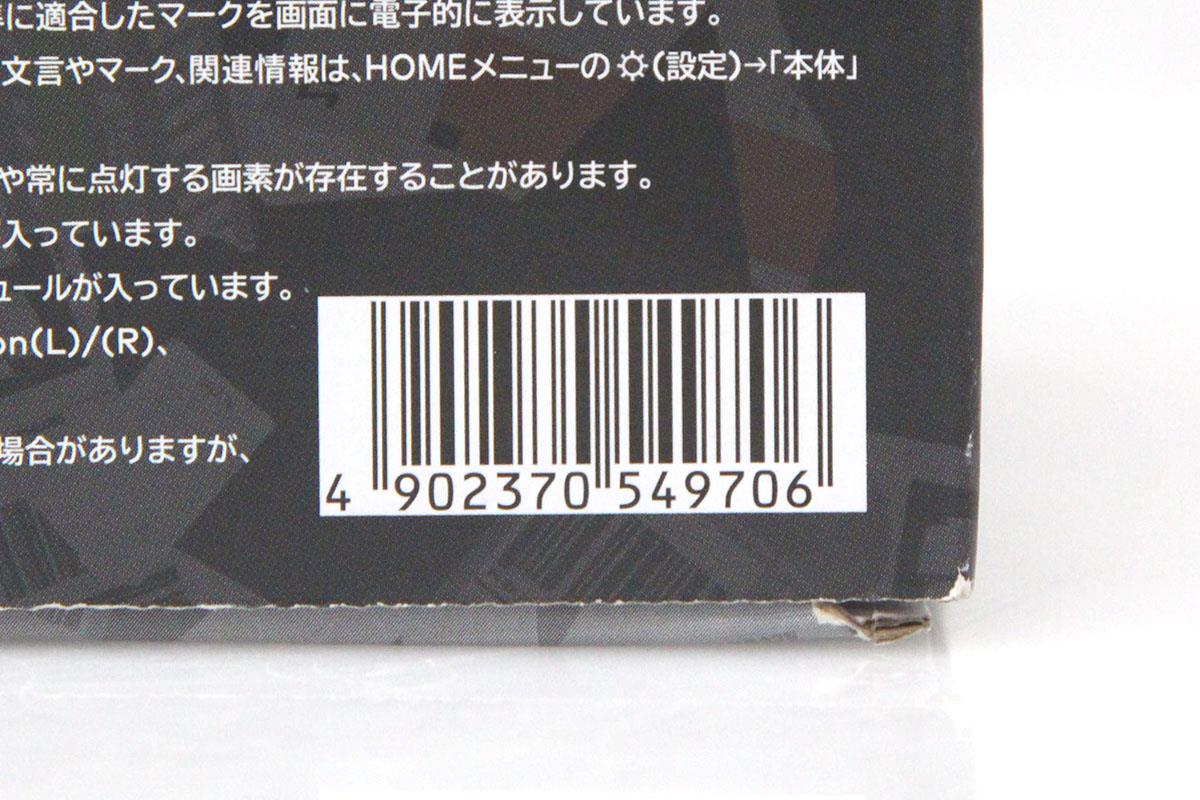 に適合したマークを画面に電子的に表示しています。
文言やマーク、関連情報は、HOMEメニューの(設定)→「本体」
や常に点灯する画素が存在することがあります。
入っています。
ュールが入っています。
on(L)/(R)、
場合がありますが、
4 902370 549706